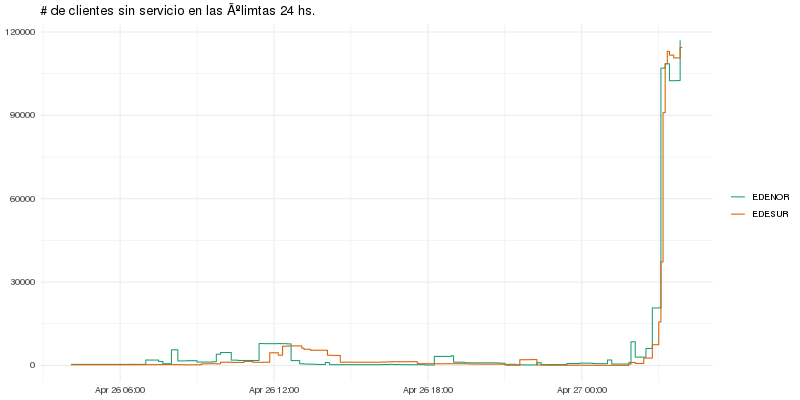 # de clientes sin servicio en las Ãºlimtas 24 hs.
120000
90000
60000
30000
0
Apr 26 06:00
Apr 26 12:00
Apr 26 18:00
Apr 27 00:00
EDENOR
EDESUR